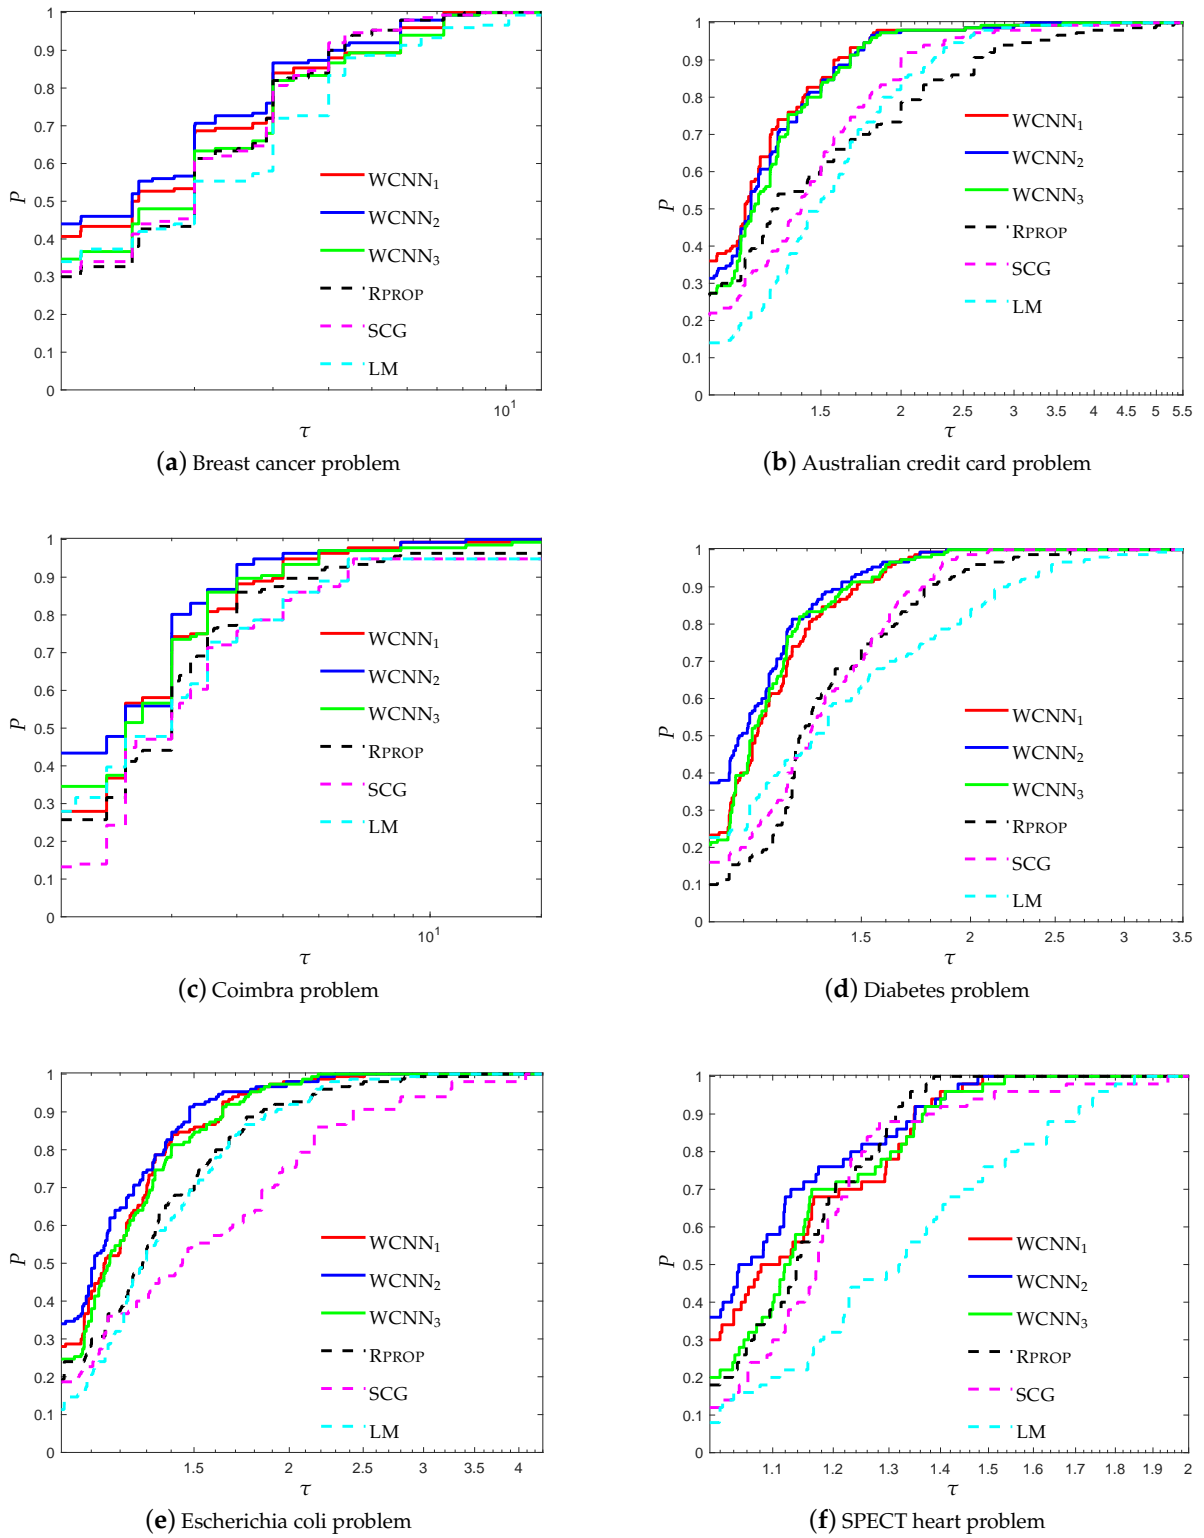 1
0.9
0.8
0.7
0.6
0.5
0.4
0.3
0.2
0.1
0
P
WCNN1
WCNN2
WCNN3
RPROP
SCG
LM
10^1
τ
(a) Breast cancer problem
1
0.9
0.8
0.7
0.6
0.5
0.4
0.3
0.2
0.1
0
P
WCNN1
WCNN2
WCNN3
RPROP
SCG
LM
1.5 2 2.5 3 3.5 4 4.5 5 5.5
τ
(b) Australian credit card problem
1
0.9
0.8
0.7
0.6
0.5
0.4
0.3
0.2
0.1
0
P
WCNN1
WCNN2
WCNN3
RPROP
SCG
LM
10^1
τ
(c) Coimbra problem
1
0.9
0.8
0.7
0.6
0.5
0.4
0.3
0.2
0.1
0
P
WCNN1
WCNN2
WCNN3
RPROP
SCG
LM
1.5 2 2.5 3 3.5
τ
(d) Diabetes problem
1
0.9
0.8
0.7
0.6
0.5
0.4
0.3
0.2
0.1
0
P
WCNN1
WCNN2
WCNN3
RPROP
SCG
LM
1.5 2 2.5 3 3.5 4
τ
(e) Escherichia coli problem
1
0.9
0.8
0.7
0.6
0.5
0.4
0.3
0.2
0.1
0
P
WCNN1
WCNN2
WCNN3
RPROP
SCG
LM
1.1 1.2 1.3 1.4 1.5 1.6 1.7 1.8 1.9 2
τ
(f) SPECT heart problem